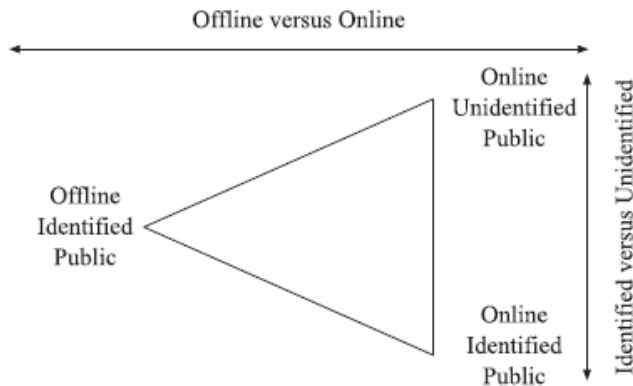 Offline versus Online
Online
Unidentified
Public
Offline
Identified
Public
Online
Identified
Public
Identified versus Unidentified